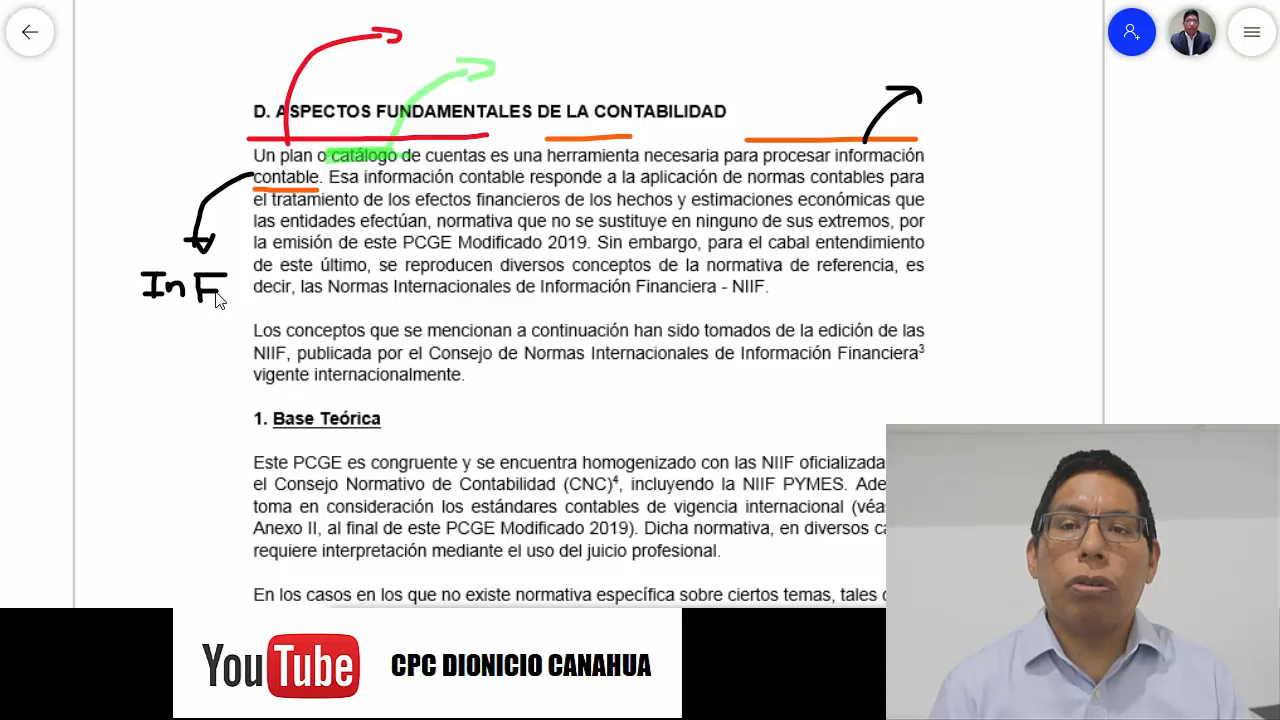 D. ASPECTOS FUNDAMENTALES DE LA CONTABILIDAD
Un plan o catálogo de cuentas es una herramienta necesaria para procesar información
contable. Esa información contable responde a la aplicación de normas contables para
el tratamiento de los efectos financieros de los hechos y estimaciones económicas que
las entidades efectúan, normativa que no se sustituye en ninguno de sus extremos, por
la emisión de este PCGE Modificado 2019. Sin embargo, para el cabal entendimiento
de este último, se reproducen diversos conceptos de la normativa de referencia, es
decir, las Normas Internacionales de Información Financiera - NIIF.
In F
Los conceptos que se mencionan a continuación han sido tomados de la edición de las
NIIF, publicada por el Consejo de Normas Internacionales de Información Financiera³
vigente internacionalmente.
1. Base Teórica
Este PCGE es congruente y se encuentra homogenizado con las NIIF oficializada
el Consejo Normativo de Contabilidad (CNC)⁴, incluyendo la NIIF PYMES. Ade
toma en consideración los estándares contables de vigencia internacional (véa
Anexo II, al final de este PCGE Modificado 2019). Dicha normativa, en diversos ca
requiere interpretación mediante el uso del juicio profesional.
En los casos en los que no existe normativa específica sobre ciertos temas, tales
YouTube CPC DIONICIO CANAHUA